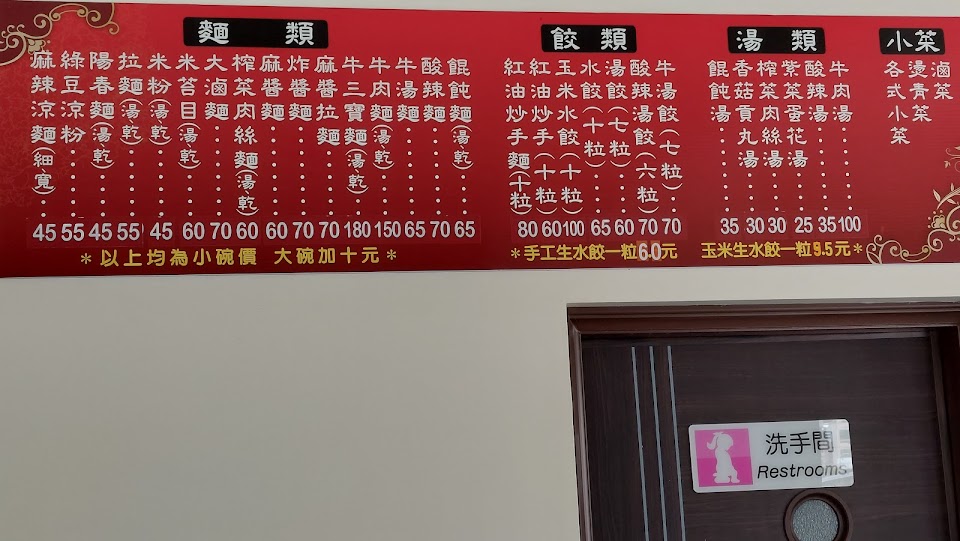 麵類
麻辣涼麵(細寬)45
綠豆涼粉55
陽春麵(湯乾)45
拉麵(湯乾)55
米粉(湯乾)45
米苔目(湯乾)60
大滷麵70
榨菜肉絲麵(湯乾)60
麻醬麵60
炸醬麵70
麻醬拉麵70
牛三寶麵(湯乾)180
牛肉麵(湯乾)150
牛湯麵65
酸辣麵70
餛飩麵(湯乾)65
*以上均為小碗價 大碗加十元*
餃類
紅油炒手麵(十粒)80
紅油炒手(十粒)60
玉米水餃(十粒)100
水餃(十粒)65
湯餃(七粒)60
酸辣湯餃(六粒)70
牛湯餃(七粒)70
*手工生水餃一粒6.0元
湯類
餛飩湯35
香菇貢丸湯30
榨菜肉絲湯30
紫菜蛋花湯25
酸辣湯35
牛肉湯100
玉米生水餃一粒9.5元*
小菜
各式小菜
燙青菜
滷菜
洗手間
Restrooms